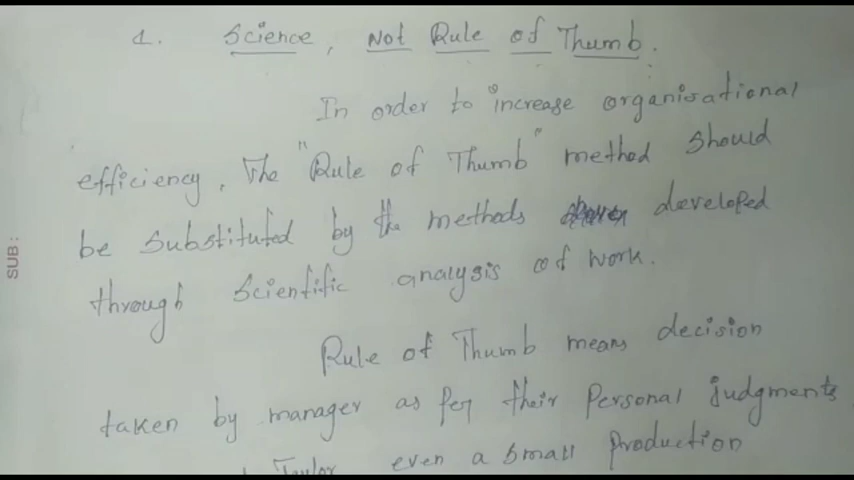 1. Science, Not Rule of Thumb.
In order to increase organisational
efficiency, The "Rule of Thumb" method should
be substituted by the methods developed
through scientific analysis of work.
Rule of Thumb means decision
taken by manager as per their Personal judgments
Taylor even a small production
SUB: